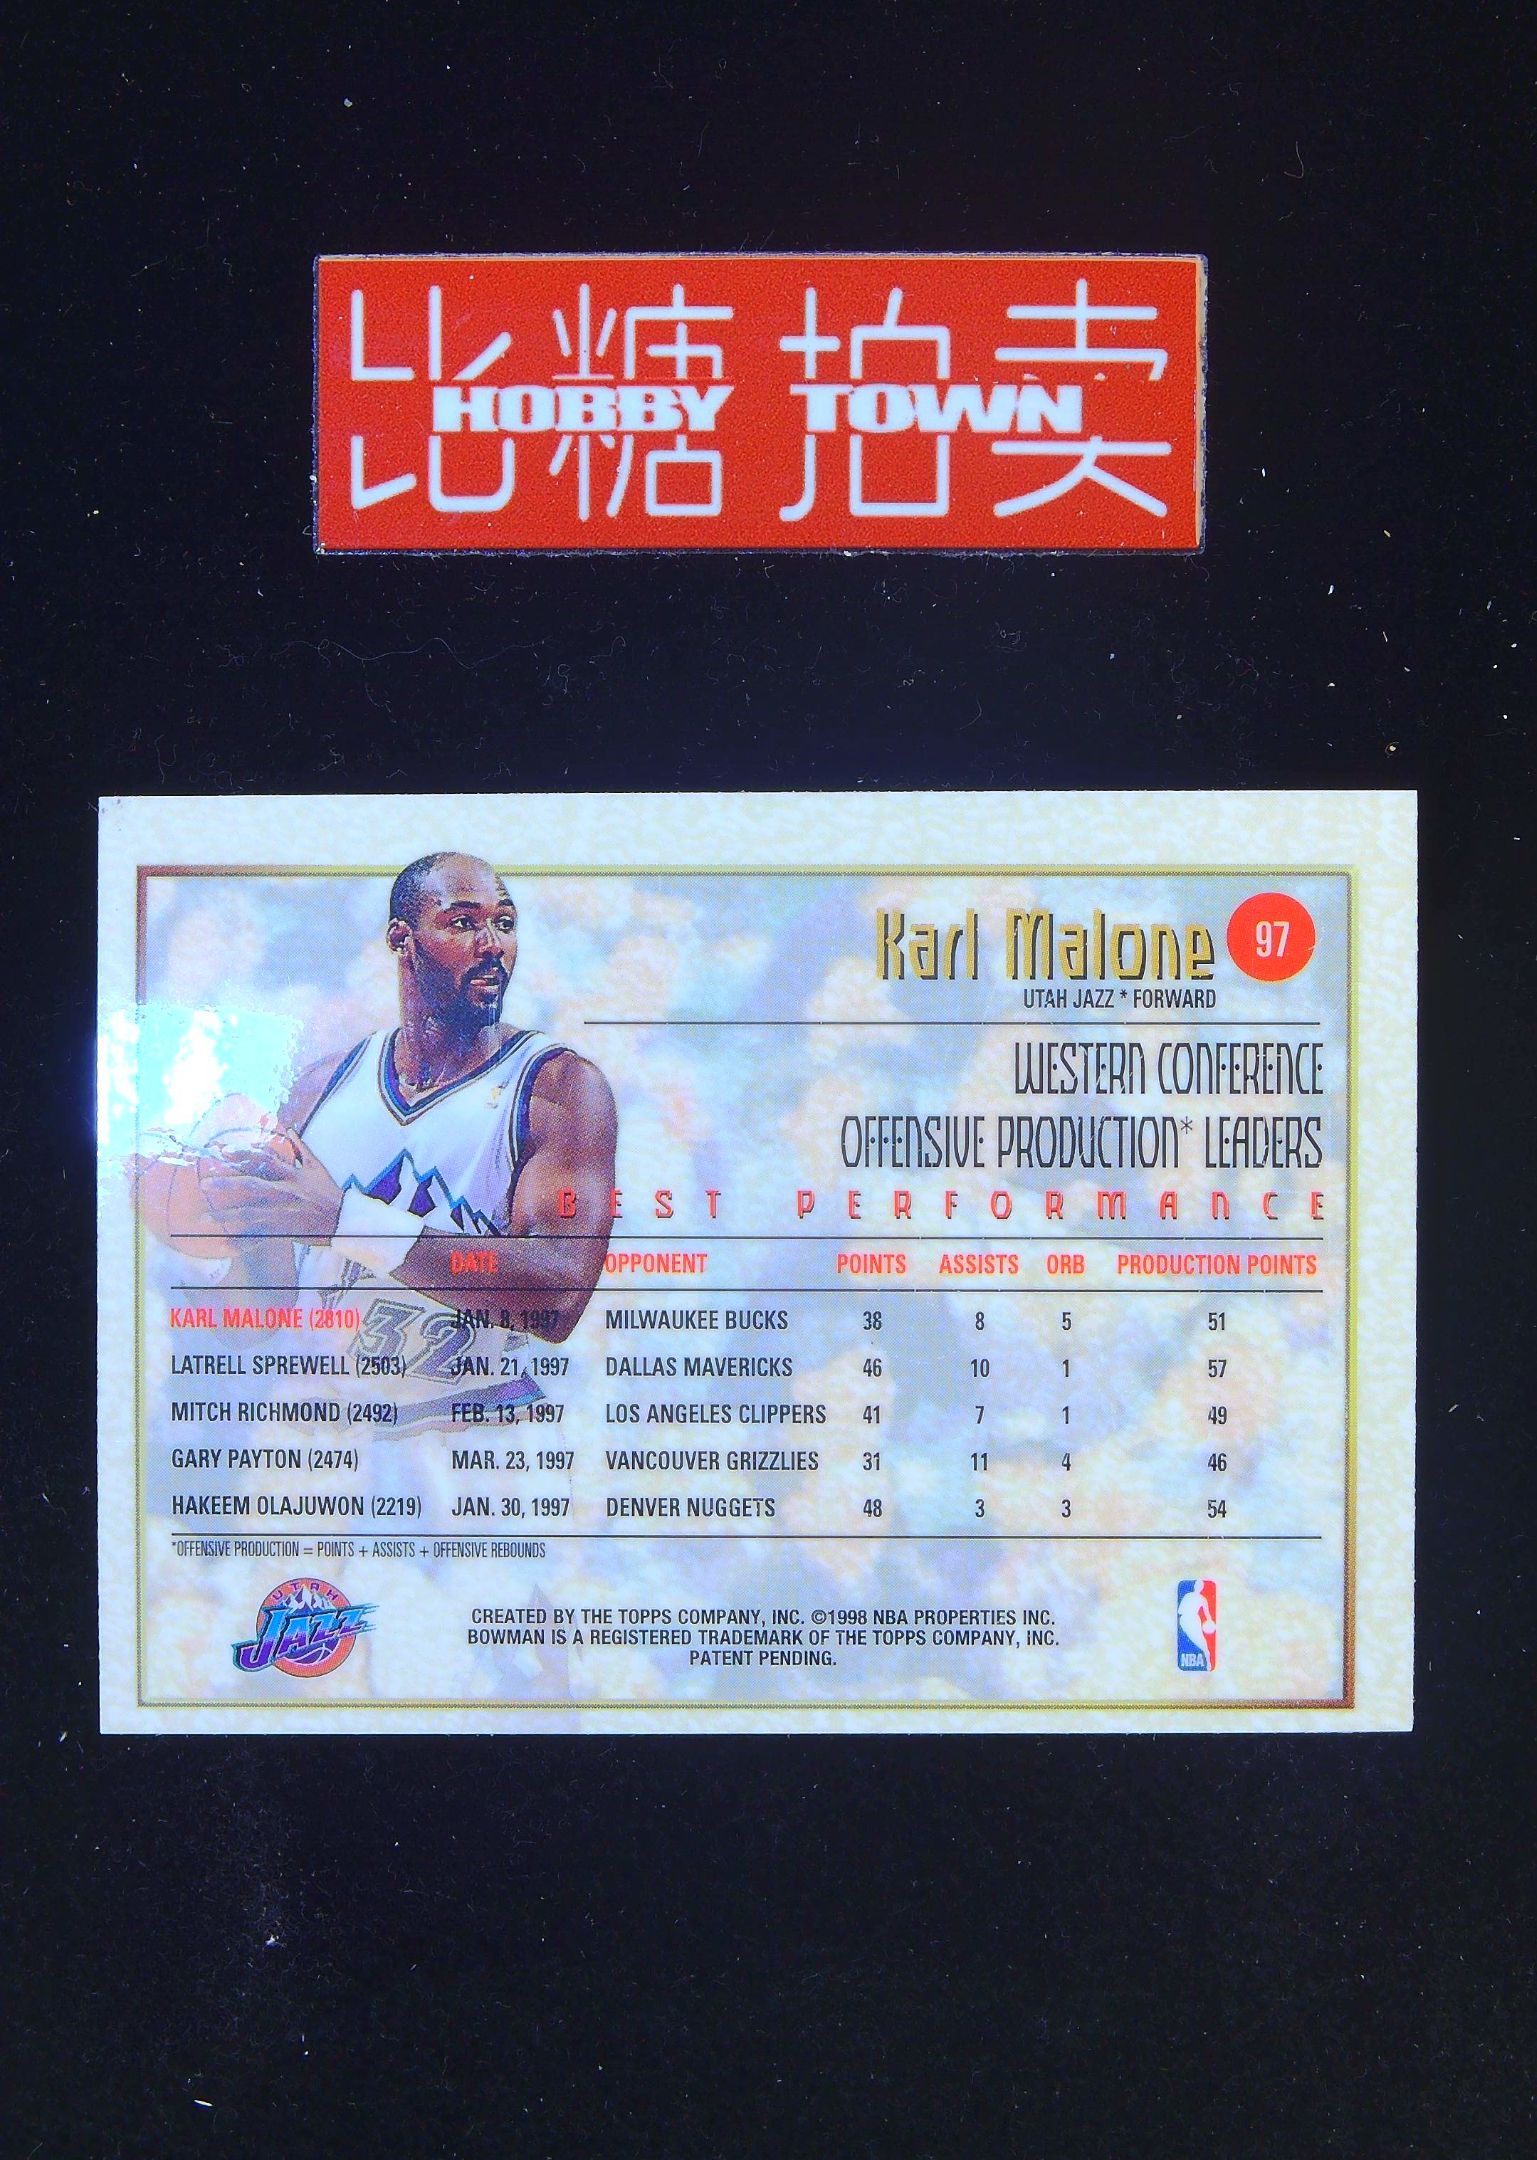 比糖拍卖
HOBBY TOWN
Karl Malone 97
UTAH JAZZ * FORWARD
WESTERN CONFERENCE
OFFENSIVE PRODUCTION* LEADERS
BEST PERFORMANCE
DATE OPPONENT POINTS ASSISTS ORB PRODUCTION POINTS
KARL MALONE (2810) JAN. 8, 1997 MILWAUKEE BUCKS 38 8 5 51
LATRELL SPREWELL (2503) JAN. 21, 1997 DALLAS MAVERICKS 46 10 1 57
MITCH RICHMOND (2492) FEB. 13, 1997 LOS ANGELES CLIPPERS 41 7 1 49
GARY PAYTON (2474) MAR. 23, 1997 VANCOUVER GRIZZLIES 31 11 4 46
HAKEEM OLAJUWON (2219) JAN. 30, 1997 DENVER NUGGETS 48 3 3 54
*OFFENSIVE PRODUCTION = POINTS + ASSISTS + OFFENSIVE REBOUNDS
UTAH
JAZZ
CREATED BY THE TOPPS COMPANY, INC. ©1998 NBA PROPERTIES INC.
BOWMAN IS A REGISTERED TRADEMARK OF THE TOPPS COMPANY, INC.
PATENT PENDING.
NBA
32